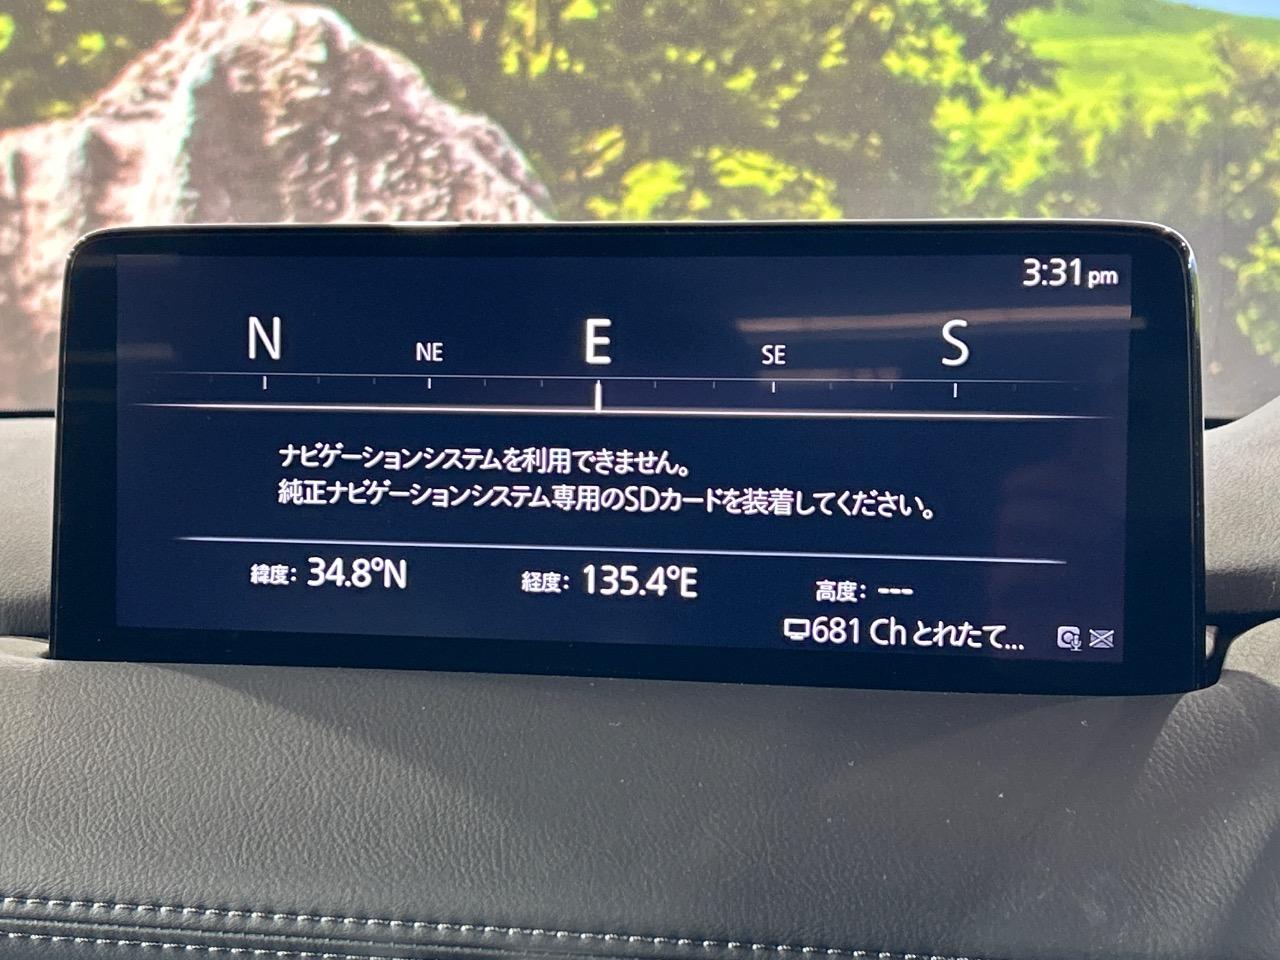 3:31 pm
N NE E SE S
ナビゲーションシステムを利用できません。
純正ナビゲーションシステム専用のSDカードを装着してください。
緯度: 34.8°N 経度: 135.4°E 高度: ---
681 Ch とれたて...